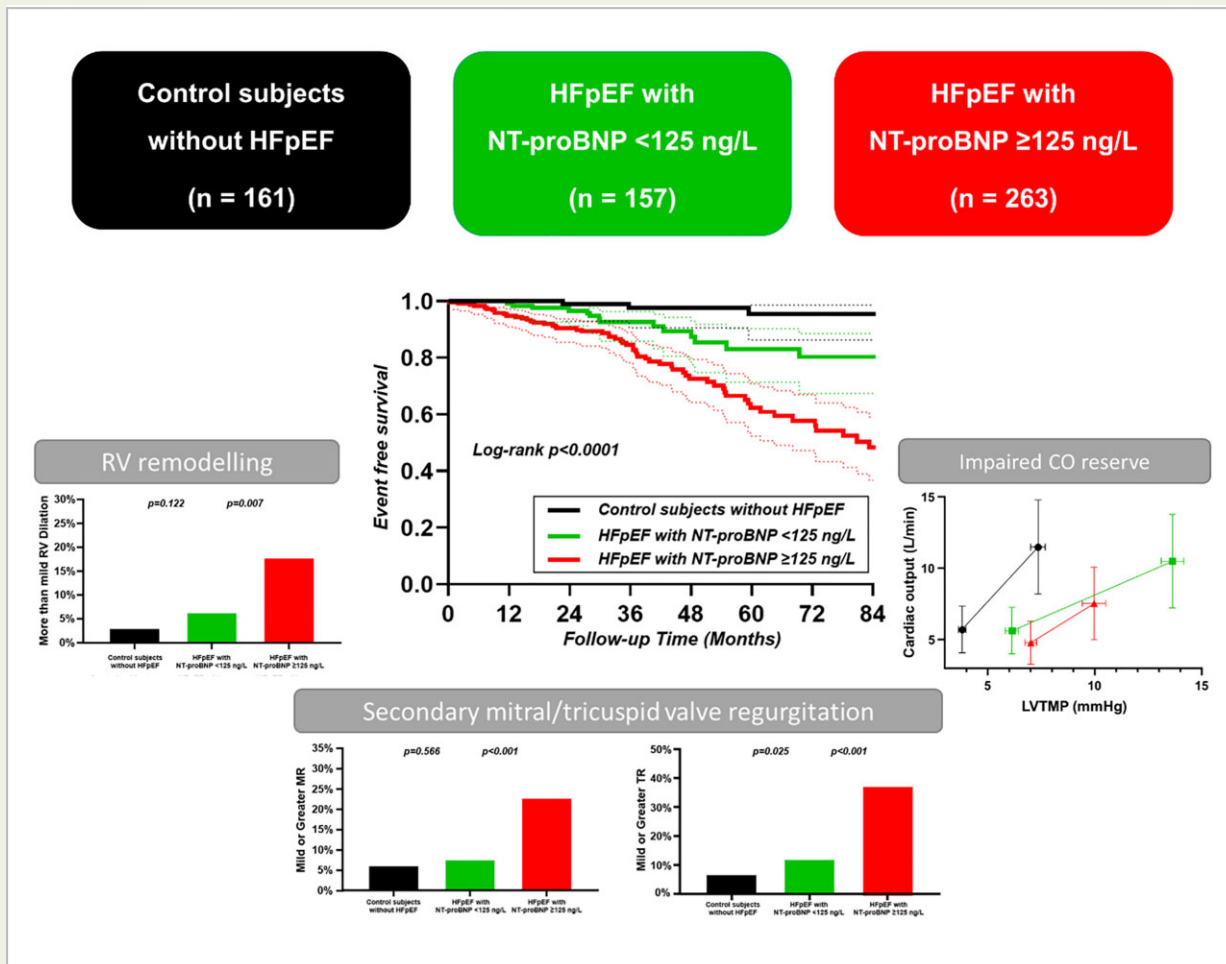 Control subjects
without HFpEF
(n = 161)
HFpEF with
NT-proBNP <125 ng/L
(n = 157)
HFpEF with
NT-proBNP ≥125 ng/L
(n = 263)
Event free survival
1.0
0.8
0.6
0.4
0.2
0.0
Log-rank p<0.0001
Control subjects without HFpEF
HFpEF with NT-proBNP <125 ng/L
HFpEF with NT-proBNP ≥125 ng/L
0 12 24 36 48 60 72 84
Follow-up Time (Months)
RV remodelling
More than mild RV Dilation
30%
25%
20%
15%
10%
5%
0%
p=0.122 p=0.007
Control subjects
without HFpEF
HFpEF with
NT-proBNP <125 ng/L
HFpEF with
NT-proBNP ≥125 ng/L
Impaired CO reserve
Cardiac output (L/min)
15
10
5
5 10 15
LVTMP (mmHg)
Secondary mitral/tricuspid valve regurgitation
Mild or Greater MR
35%
30%
25%
20%
15%
10%
5%
0%
p=0.566 p<0.001
Control subjects
without HFpEF
HFpEF with
NT-proBNP <125 ng/L
HFpEF with
NT-proBNP ≥125 ng/L
Mild or Greater TR
50%
40%
30%
20%
10%
0%
p=0.025 p<0.001
Control subjects
without HFpEF
HFpEF with
NT-proBNP <125 ng/L
HFpEF with
NT-proBNP ≥125 ng/L